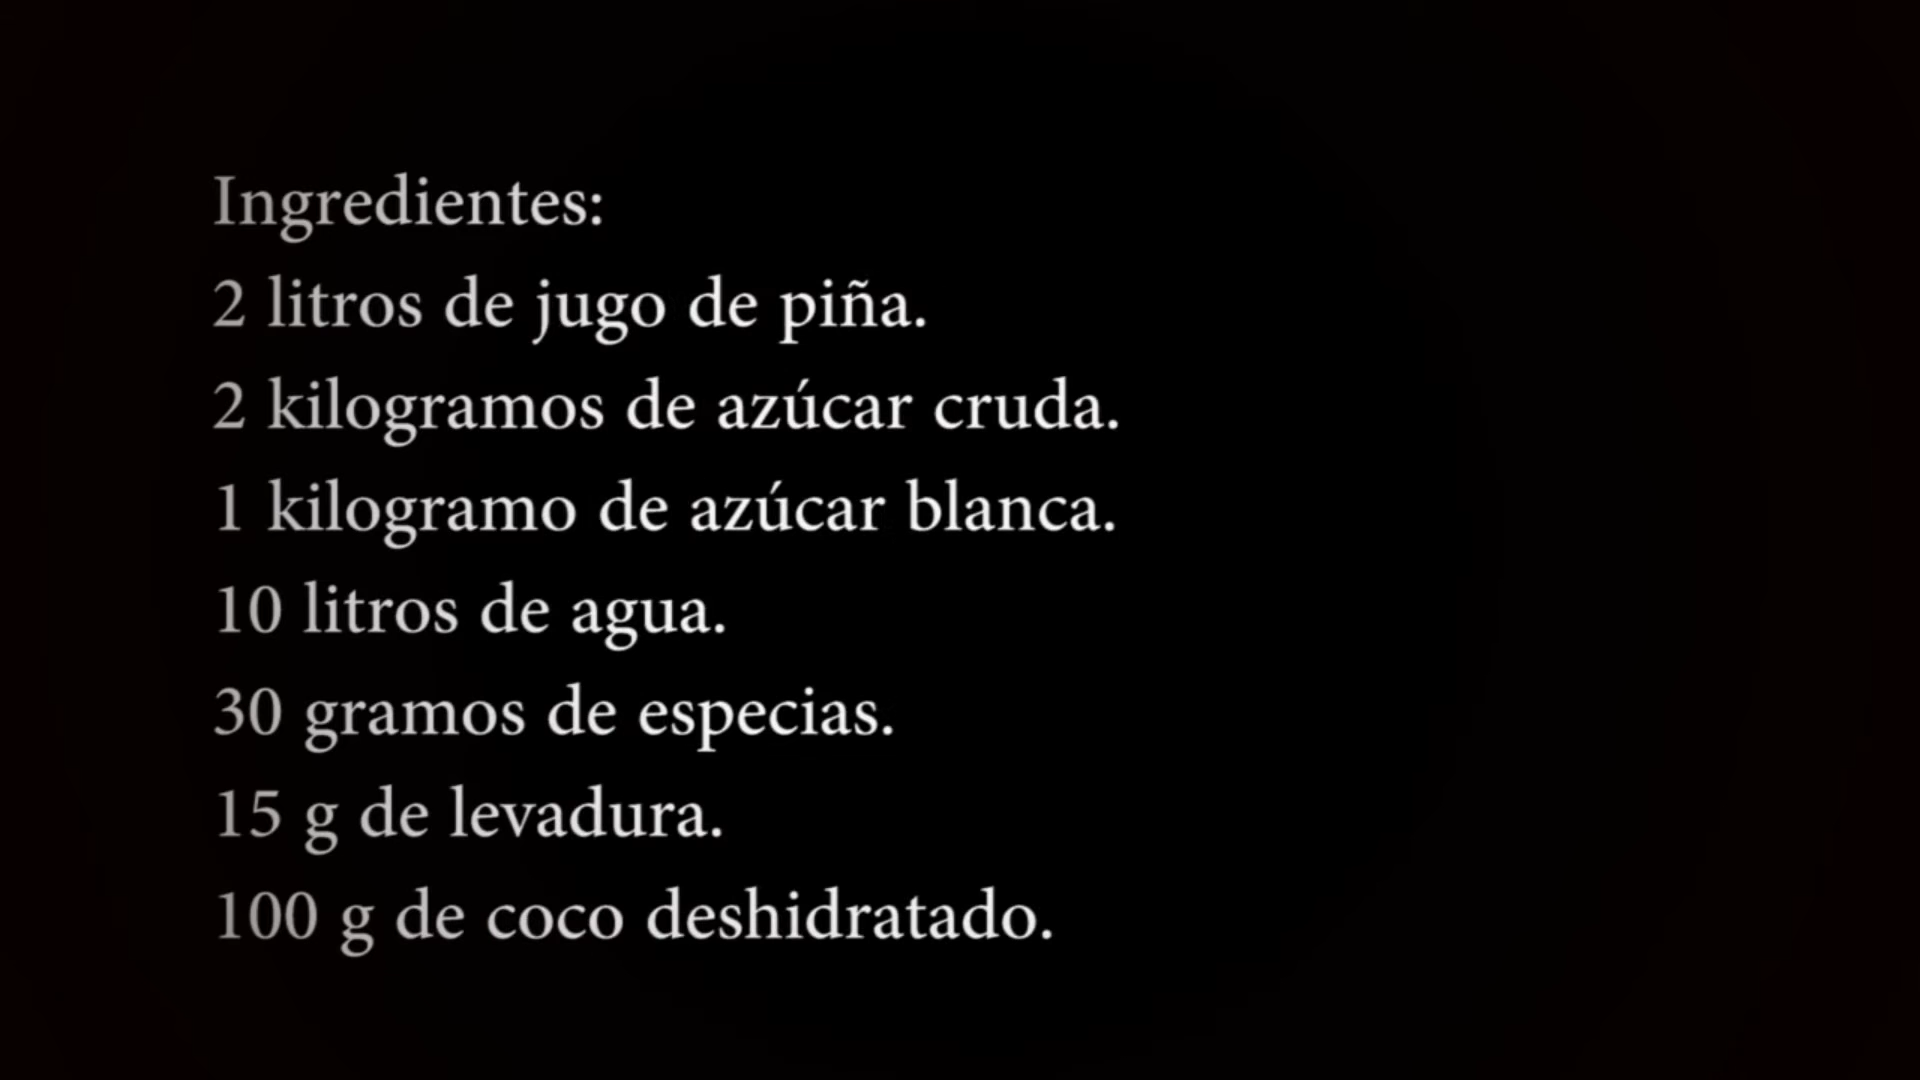 Ingredientes:
2 litros de jugo de piña.
2 kilogramos de azúcar cruda.
1 kilogramo de azúcar blanca.
10 litros de agua.
30 gramos de especias.
15 g de levadura.
100 g de coco deshidratado.